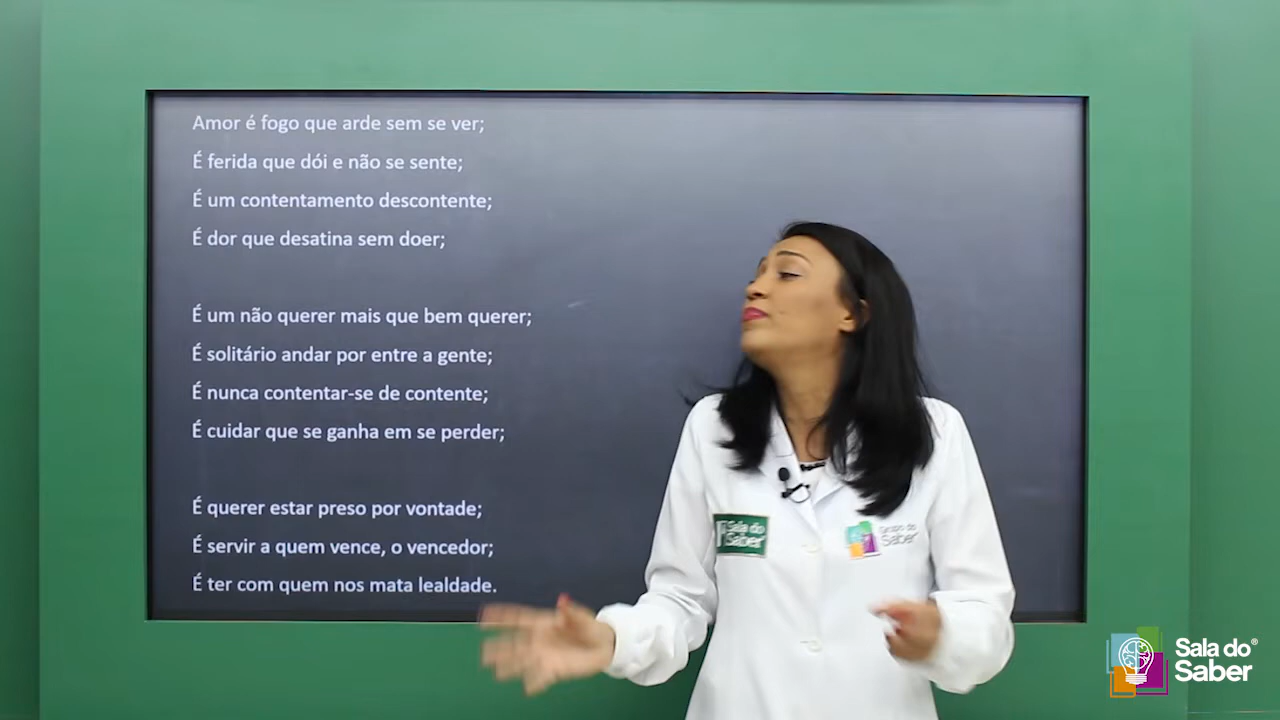 Amor é fogo que arde sem se ver;
É ferida que dói e não se sente;
É um contentamento descontente;
É dor que desatina sem doer;
É um não querer mais que bem querer;
É solitário andar por entre a gente;
É nunca contentar-se de contente;
É cuidar que se ganha em se perder;
É querer estar preso por vontade;
É servir a quem vence, o vencedor;
É ter com quem nos mata lealdade.
Sala do
Saber
Grupo do
Saber
Sala do®
Saber